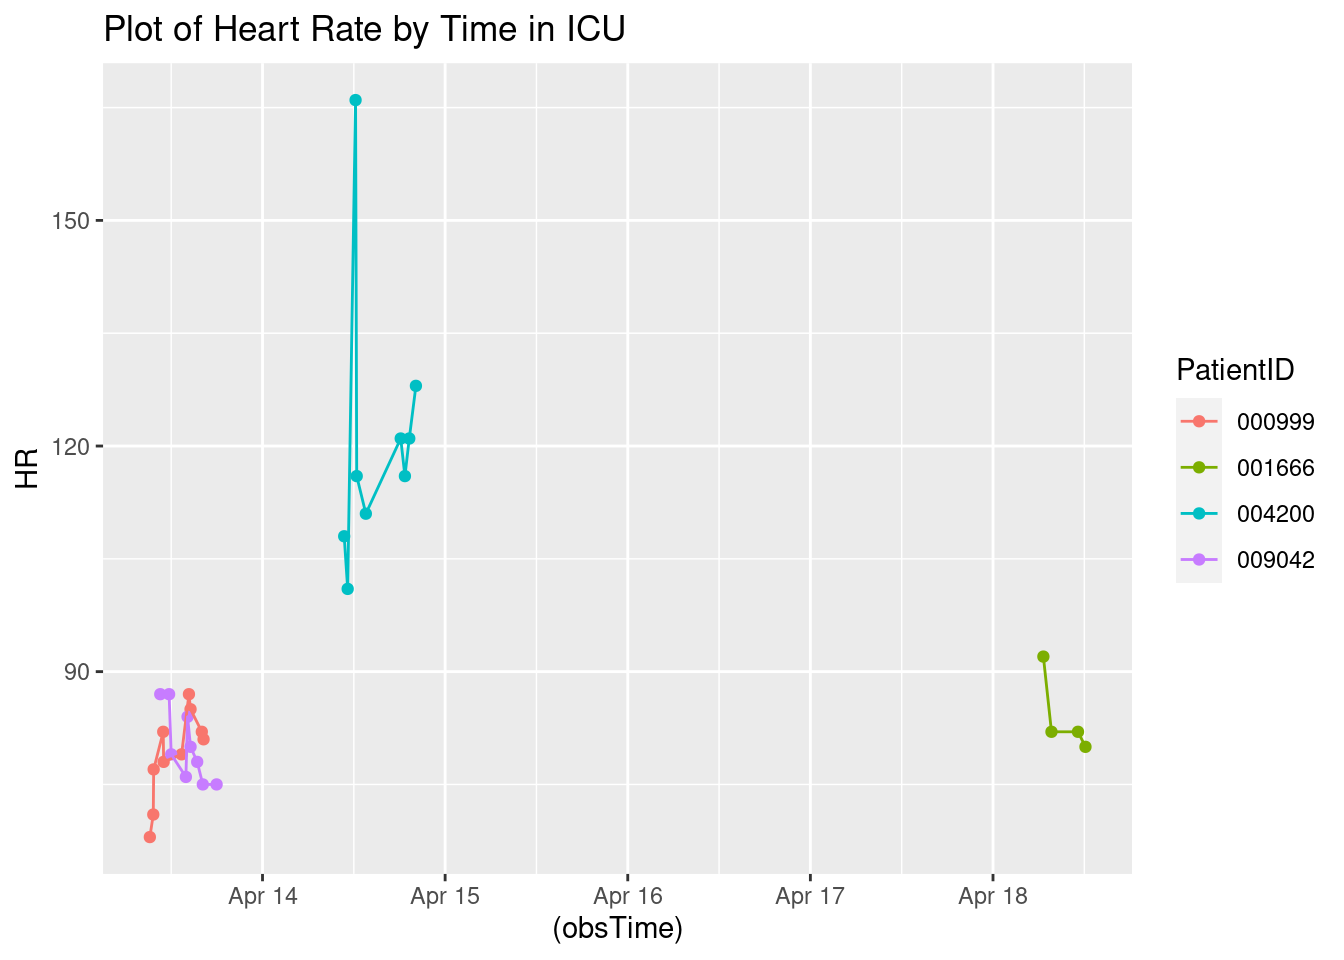 Plot of Heart Rate by Time in ICU
150
120
90
HR
Apr 14
Apr 15
Apr 16
Apr 17
Apr 18
(obsTime)
PatientID
000999
001666
004200
009042